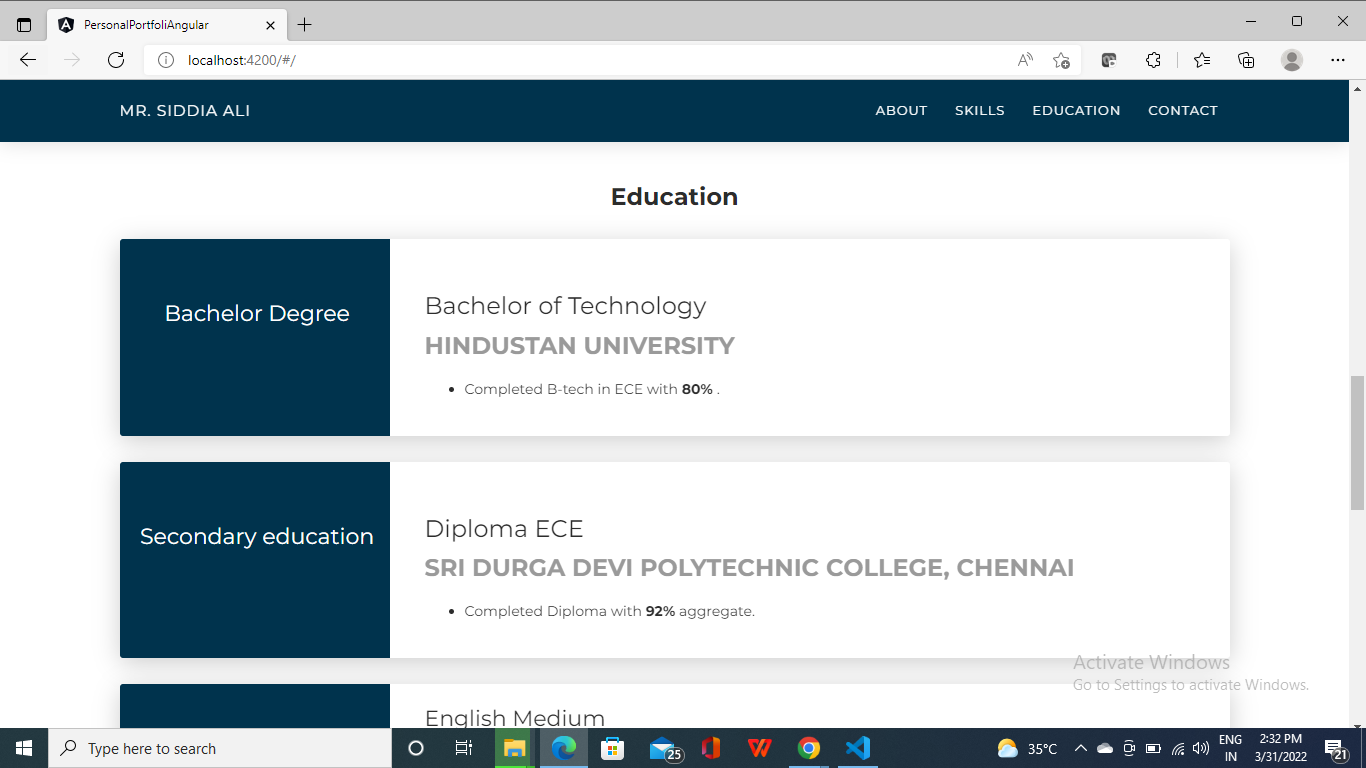 PersonalPortfoliAngular
localhost:4200/#/
MR. SIDDIA ALI
ABOUT SKILLS EDUCATION CONTACT
Education
Bachelor Degree
Bachelor of Technology
HINDUSTAN UNIVERSITY
• Completed B-tech in ECE with 80% .
Secondary education
Diploma ECE
SRI DURGA DEVI POLYTECHNIC COLLEGE, CHENNAI
• Completed Diploma with 92% aggregate.
English Medium
Activate Windows
Go to Settings to activate Windows.
Type here to search
25
35°C
ENG
IN
2:32 PM
3/31/2022
21